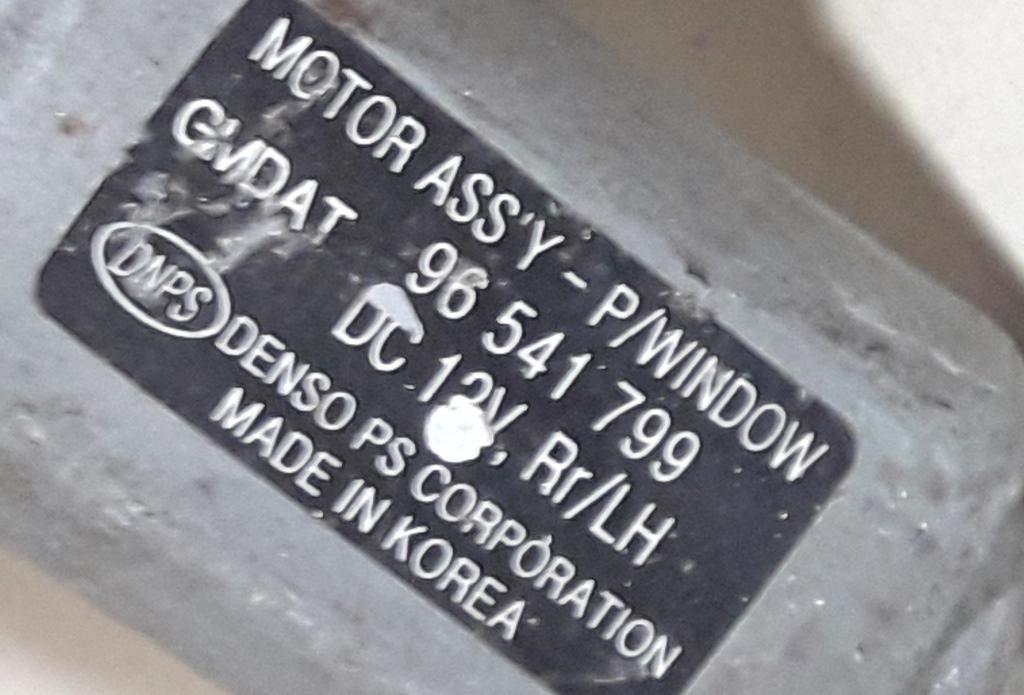 MOTOR ASS'Y - P/WINDOW
GMDAT 96 541 799
DC 12V, Rr/LH
DNPS DENSO PS CORPORATION
MADE IN KOREA